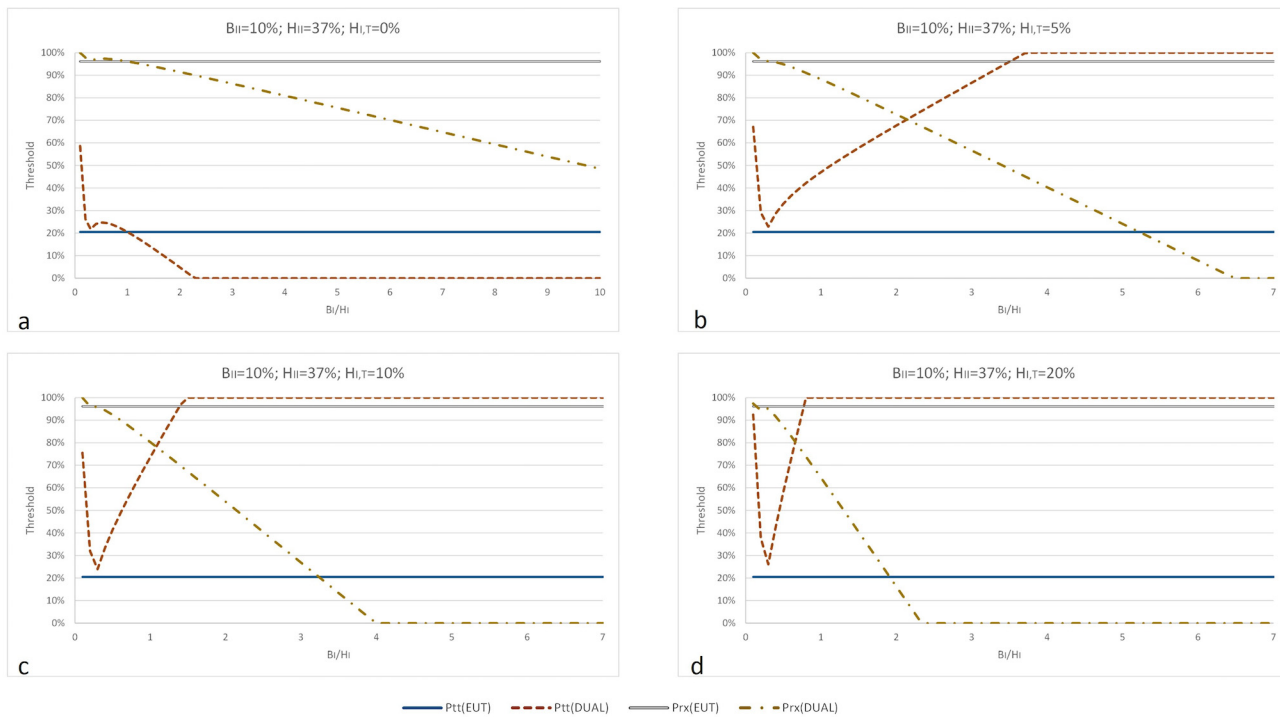 BII=10%; HII=37%; HI,T=0%
100%
90%
80%
70%
60%
50%
40%
30%
20%
10%
0%
Threshold
0 1 2 3 4 5 6 7 8 9 10
BI/HI
a
BII=10%; HII=37%; HI,T=5%
100%
90%
80%
70%
60%
50%
40%
30%
20%
10%
0%
Threshold
0 1 2 3 4 5 6 7
BI/HI
b
BII=10%; HII=37%; HI,T=10%
100%
90%
80%
70%
60%
50%
40%
30%
20%
10%
0%
Threshold
0 1 2 3 4 5 6 7
BI/HI
c
BII=10%; HII=37%; HI,T=20%
100%
90%
80%
70%
60%
50%
40%
30%
20%
10%
0%
Threshold
0 1 2 3 4 5 6 7
BI/HI
d
Ptt(EUT) Ptt(DUAL) Prx(EUT) Prx(DUAL)